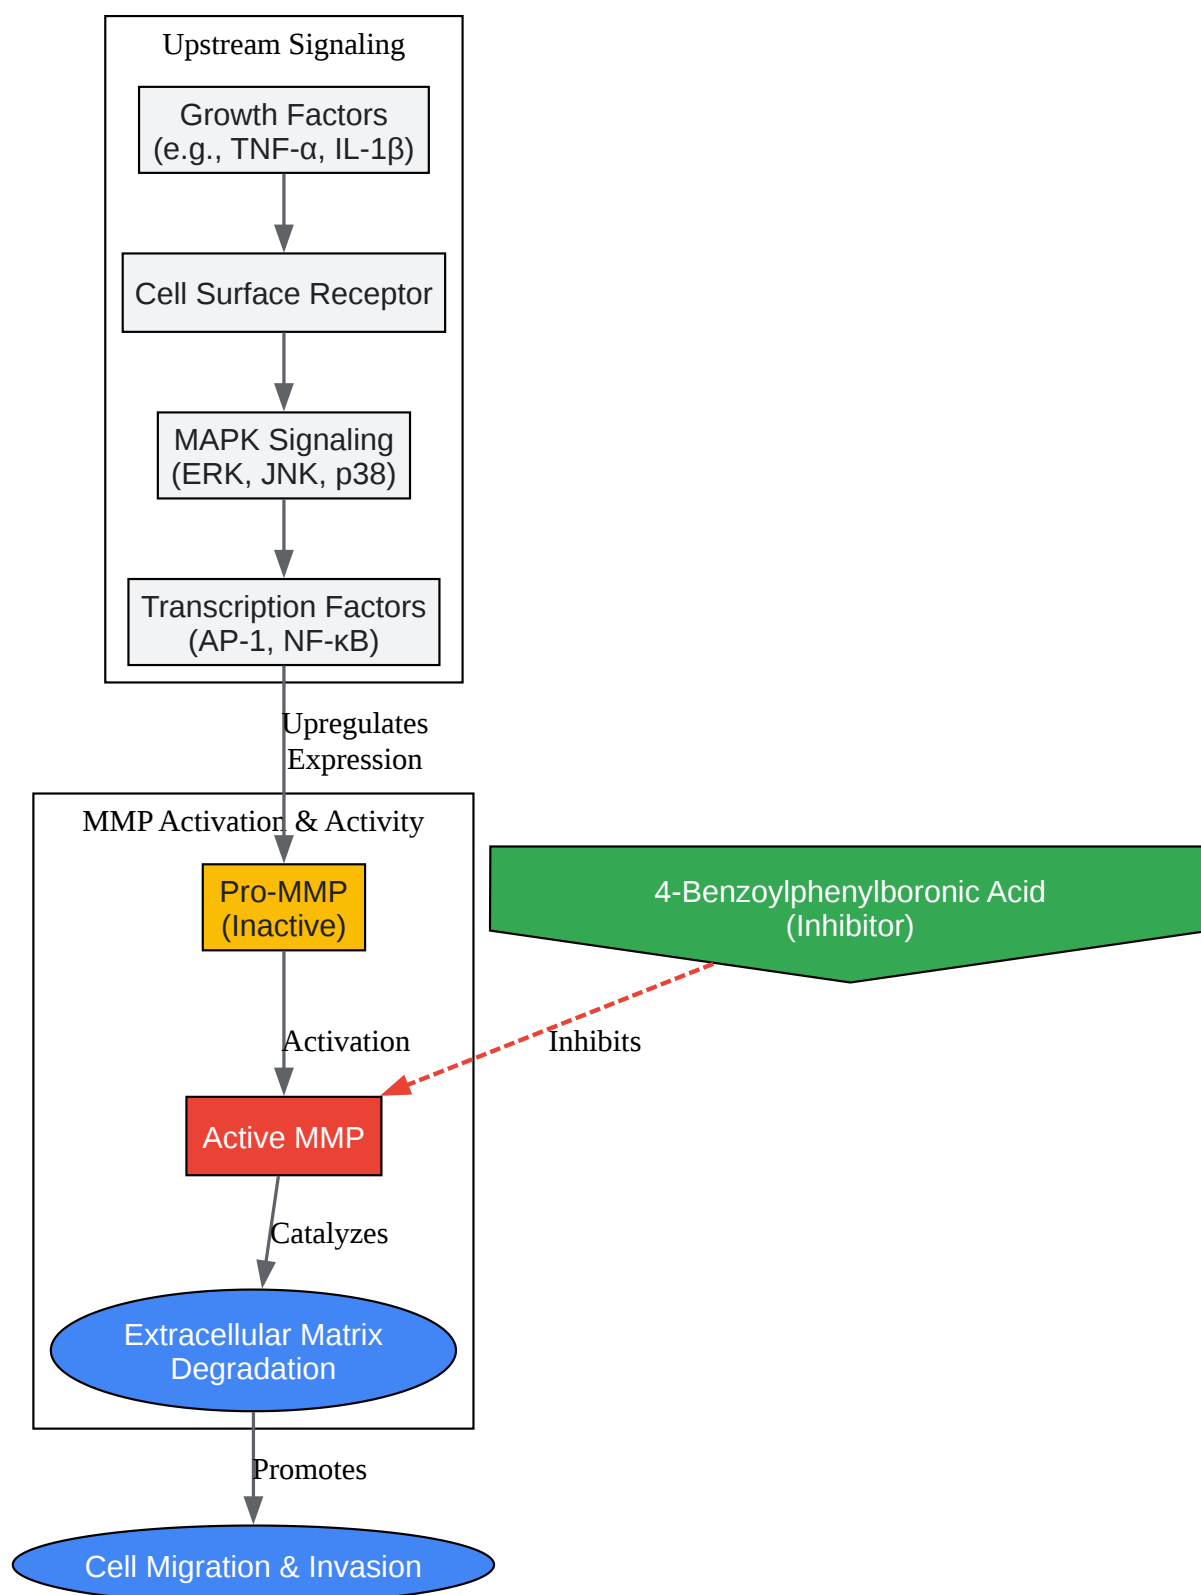 Upstream Signaling
Growth Factors
(e.g., TNF-α, IL-1β)
Cell Surface Receptor
MAPK Signaling
(ERK, JNK, p38)
Transcription Factors
(AP-1, NF-κB)
Upregulates
Expression
MMP Activation & Activity
Pro-MMP
(Inactive)
4-Benzoylphenylboronic Acid
(Inhibitor)
Activation
Inhibits
Active MMP
Catalyzes
Extracellular Matrix
Degradation
Promotes
Cell Migration & Invasion